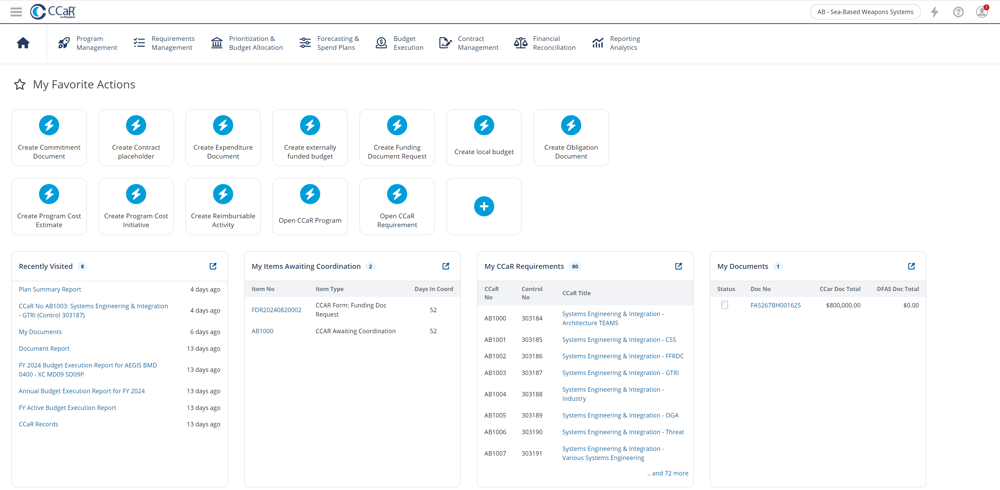 CCaR
an IDS product
AB - Sea-Based Weapons Systems
!
Program
Management
Requirements
Management
Prioritization &
Budget Allocation
Forecasting &
Spend Plans
Budget
Execution
Contract
Management
Financial
Reconciliation
Reporting
Analytics
My Favorite Actions
Create Commitment
Document
Create Contract
placeholder
Create Expenditure
Document
Create externally
funded budget
Create Funding
Document Request
Create local budget
Create Obligation
Document
Create Program Cost
Estimate
Create Program Cost
Initiative
Create Reimbursable
Activity
Open CCaR Program
Open CCaR
Requirement
Recently Visited 8
Plan Summary Report 4 days ago
CCaR No AB1003: Systems Engineering & Integration
- GTRI (Control 303187) 4 days ago
My Documents 6 days ago
Document Report 13 days ago
FY 2024 Budget Execution Report for AEGIS BMD
0400 - XC MD09 SD09P 13 days ago
Annual Budget Execution Report for FY 2024 13 days ago
FY Active Budget Execution Report 13 days ago
CCaR Records 13 days ago
My Items Awaiting Coordination 2
Item No Item Type Days In Coord
FDR20240820002 CCAR Form: Funding Doc
Request 52
AB1000 CCAR Awaiting Coordination 52
My CCaR Requirements 80
CCaR
No
Control
No
CCaR Title
AB1000 303184 Systems Engineering & Integration -
Architecture TEAMS
AB1001 303185 Systems Engineering & Integration - CSS
AB1002 303186 Systems Engineering & Integration - FFRDC
AB1003 303187 Systems Engineering & Integration - GTRI
AB1004 303188 Systems Engineering & Integration -
Industry
AB1005 303189 Systems Engineering & Integration - OGA
AB1006 303190 Systems Engineering & Integration - Threat
AB1007 303191 Systems Engineering & Integration -
Various Systems Engineering
.. and 72 more
My Documents 1
Status Doc No CCar Doc Total DFAS Doc Total
FA5267BH001625 $800,000.00 $0.00